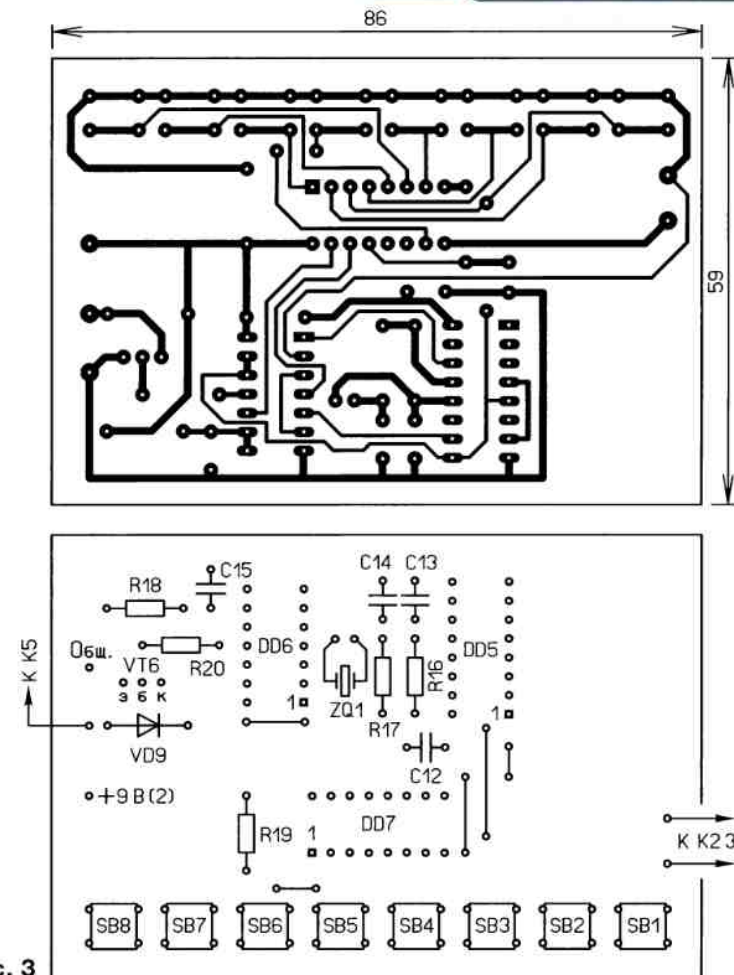 86
59
C15
C14 C13
R18
Общ.
К К5
VT6
R20
DD6
DD5
R16
э б к
1
ZQ1
R17
1
VD9
C12
+9 В (2)
R19
1
DD7
К К2 3
SB8
SB7
SB6
SB5
SB4
SB3
SB2
SB1
с. 3